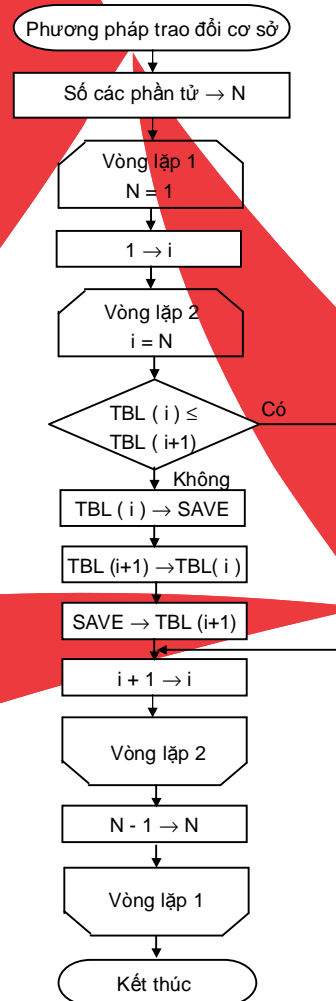 Phương pháp trao đổi cơ sở
Số các phần tử → N
Vòng lặp 1
N = 1
1 → i
Vòng lặp 2
i = N
TBL ( i ) ≤
TBL ( i+1)
Có
Không
TBL ( i ) → SAVE
TBL (i+1) →TBL( i )
SAVE → TBL (i+1)
i + 1 → i
Vòng lặp 2
N - 1 → N
Vòng lặp 1
Kết thúc